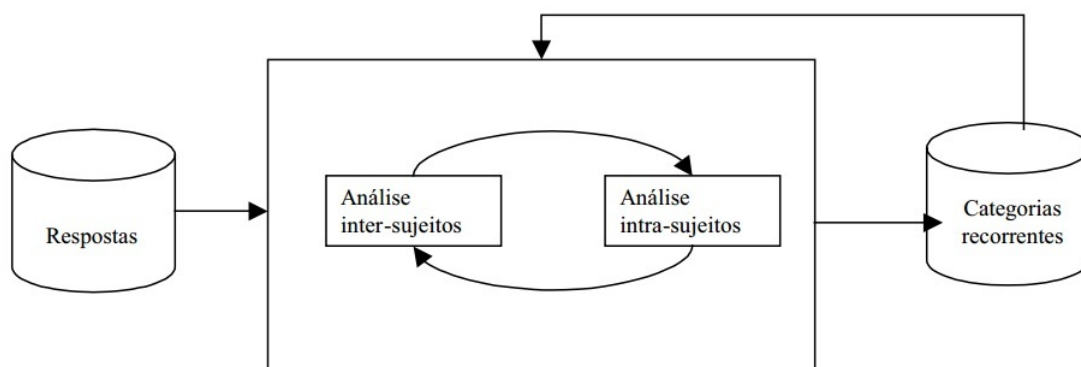 Respostas
Análise
inter-sujeitos
Análise
intra-sujeitos
Categorias
recorrentes